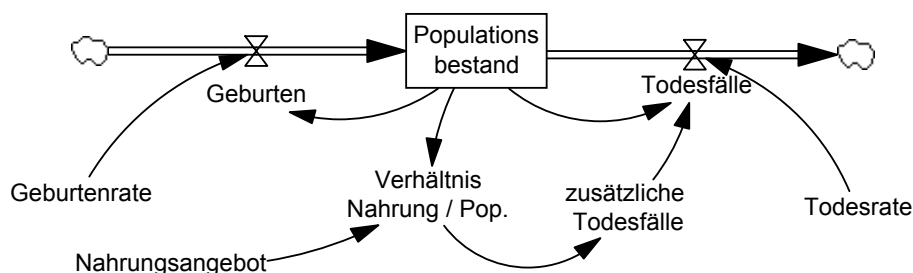 Populations
bestand
Geburten
Todesfälle
Geburtenrate
Verhältnis
Nahrung / Pop.
zusätzliche
Todesfälle
Todesrate
Nahrungsangebot